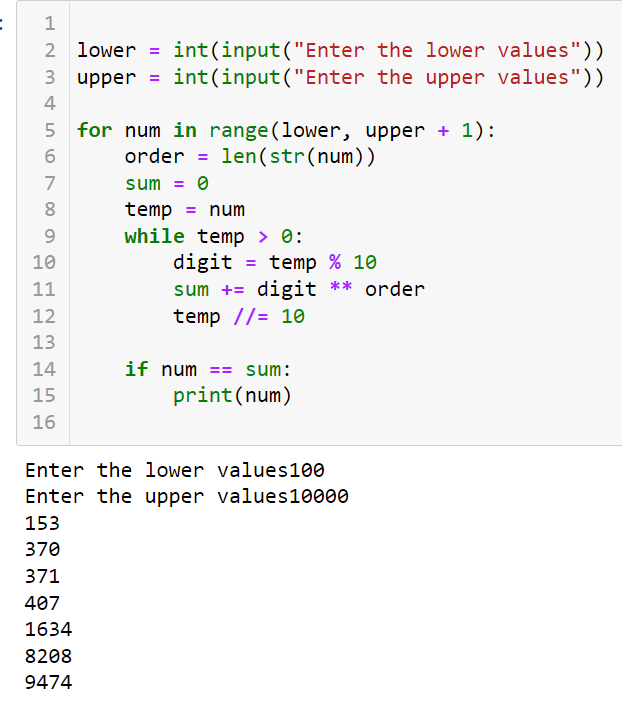 :
1
2 lower = int(input("Enter the lower values"))
3 upper = int(input("Enter the upper values"))
4
5 for num in range(lower, upper + 1):
6     order = len(str(num))
7     sum = 0
8     temp = num
9     while temp > 0:
10         digit = temp % 10
11         sum += digit ** order
12         temp //= 10
13
14     if num == sum:
15         print(num)
16
Enter the lower values100
Enter the upper values10000
153
370
371
407
1634
8208
9474